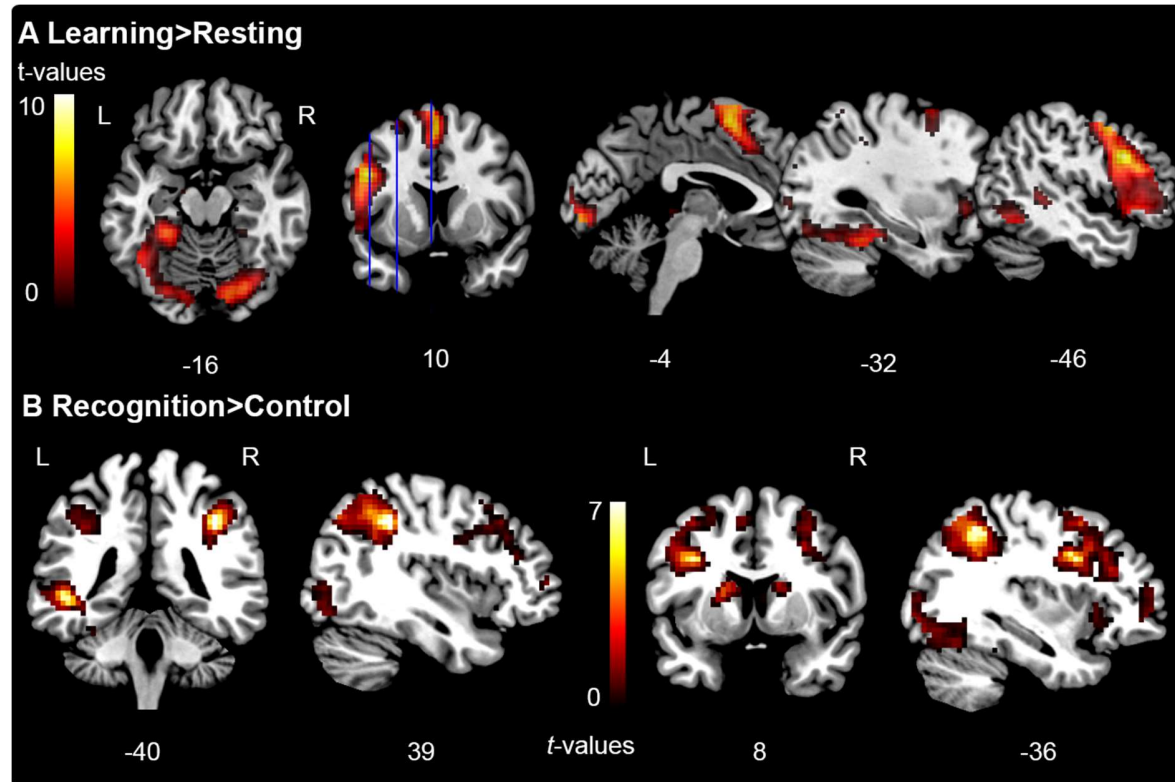 A Learning>Resting
t-values
10
L
R
0
-16
10
-4
-32
-46
B Recognition>Control
L
R
L
R
7
0
-40
39
t-values
8
-36